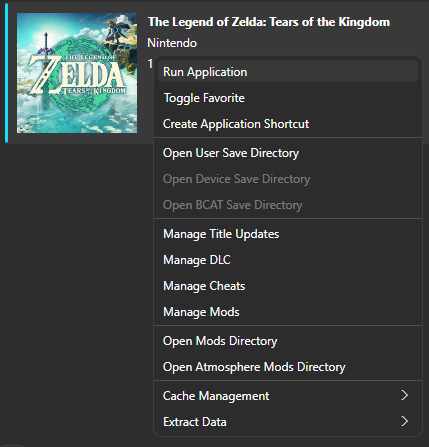 The Legend of Zelda: Tears of the Kingdom
THE LEGEND OF
ZELDA
TEARS OF THE KINGDOM
Nintendo
1
Run Application
Toggle Favorite
Create Application Shortcut
Open User Save Directory
Open Device Save Directory
Open BCAT Save Directory
Manage Title Updates
Manage DLC
Manage Cheats
Manage Mods
Open Mods Directory
Open Atmosphere Mods Directory
Cache Management
Extract Data